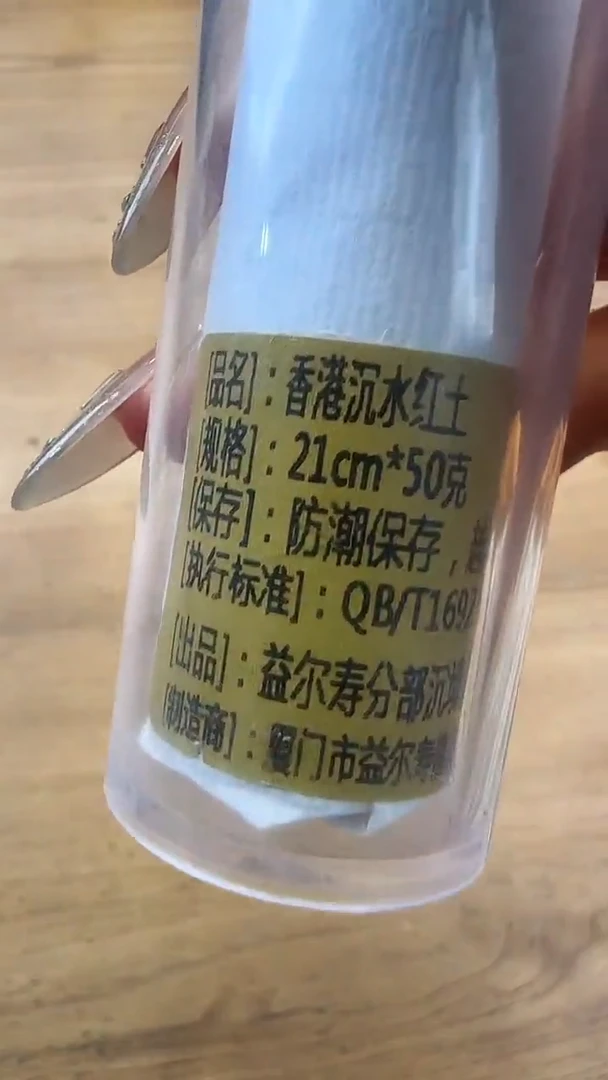 [品名]：香港沉水红土
[规格]：21cm*50克
[保存]：防潮保存，
[执行标准]：QB/T169
[出品]：益尔寿分部沉
[制造商]：厦门市益尔寿